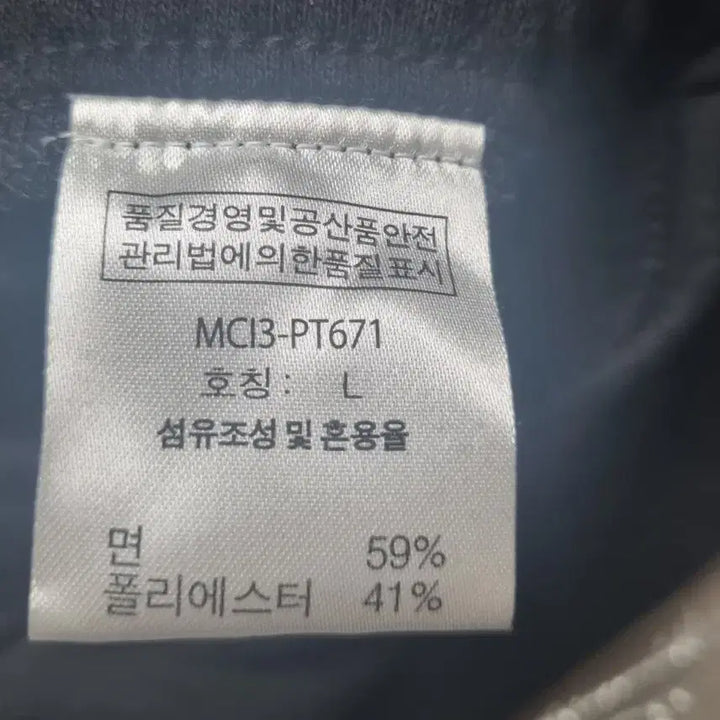 품질경영및공산품안전
관리법에의한품질표시
MCI3-PT671
호칭 : L
섬유조성 및 혼용율
면 59%
폴리에스터 41%